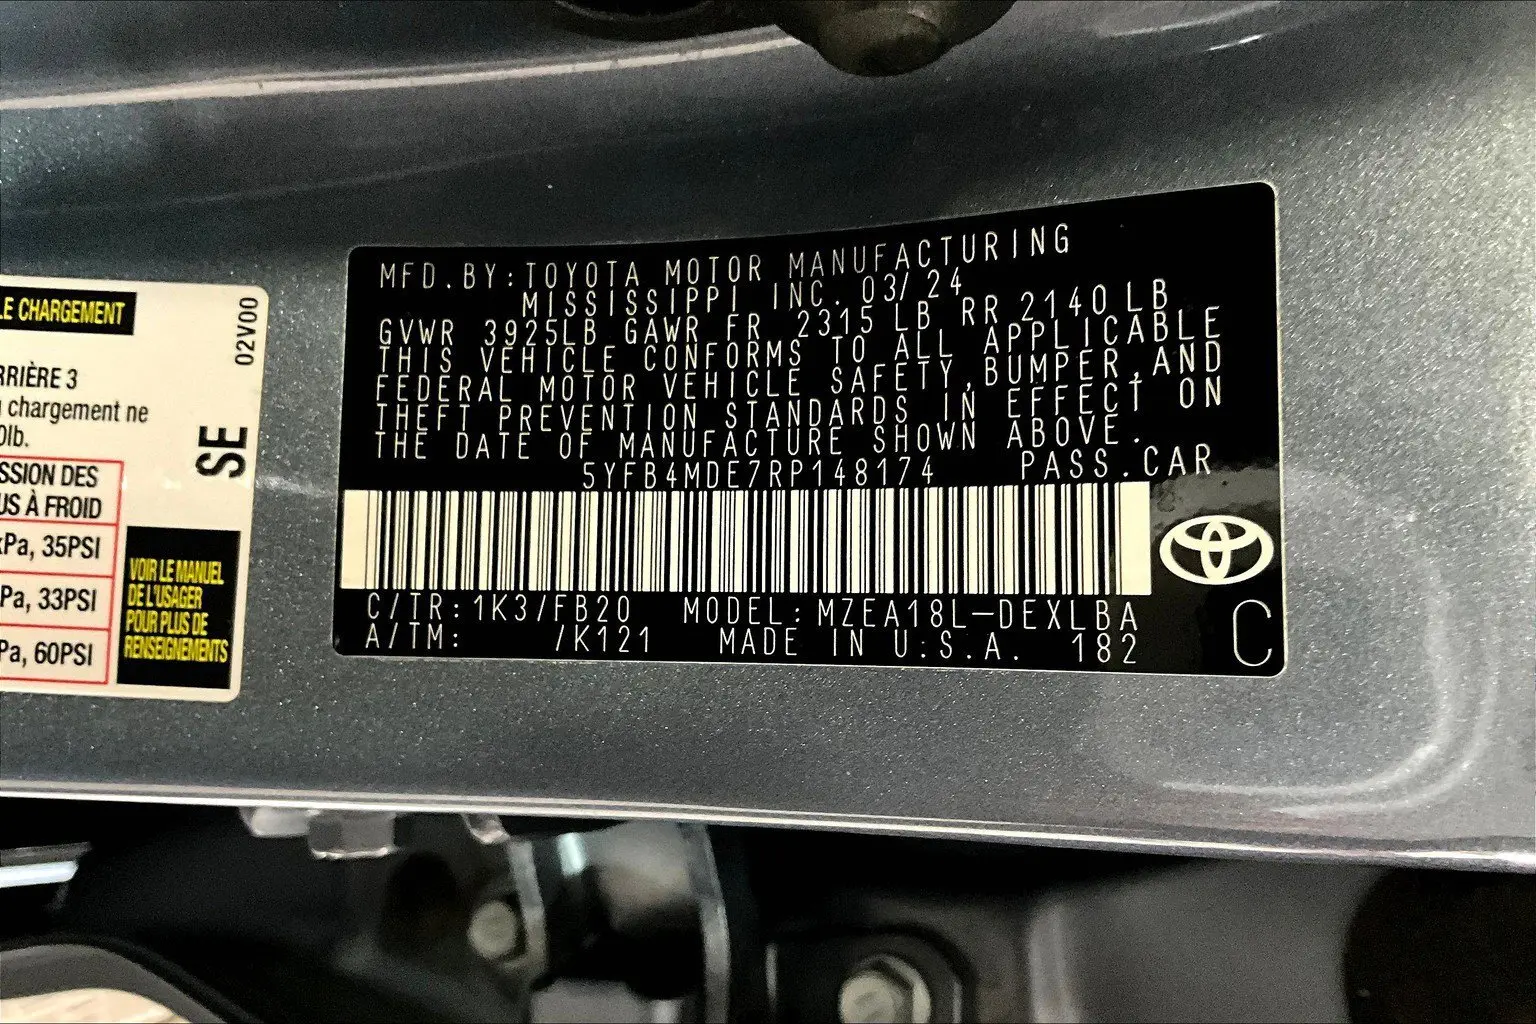 LE CHARGEMENT
02V00
RRIÈRE 3
chargement ne
0lb.
SE
SSION DES
US À FROID
kPa, 35PSI
Pa, 33PSI
Pa, 60PSI
VOIR LE MANUEL
DE L'USAGER
POUR PLUS DE
RENSEIGNEMENTS
MFD.BY:TOYOTA MOTOR MANUFACTURING
MISSISSIPPI INC. 03/24
GVWR 3925LB GAWR FR 2315 LB RR 2140 LB
THIS VEHICLE CONFORMS TO ALL APPLICABLE
FEDERAL MOTOR VEHICLE SAFETY,BUMPER,AND
THEFT PREVENTION STANDARDS IN EFFECT ON
THE DATE OF MANUFACTURE SHOWN ABOVE.
5YFB4MDE7RP148174 PASS.CAR
C/TR:1K3/FB20 MODEL:MZEA18L-DEXLBA
A/TM: /K121 MADE IN U.S.A. 182
C